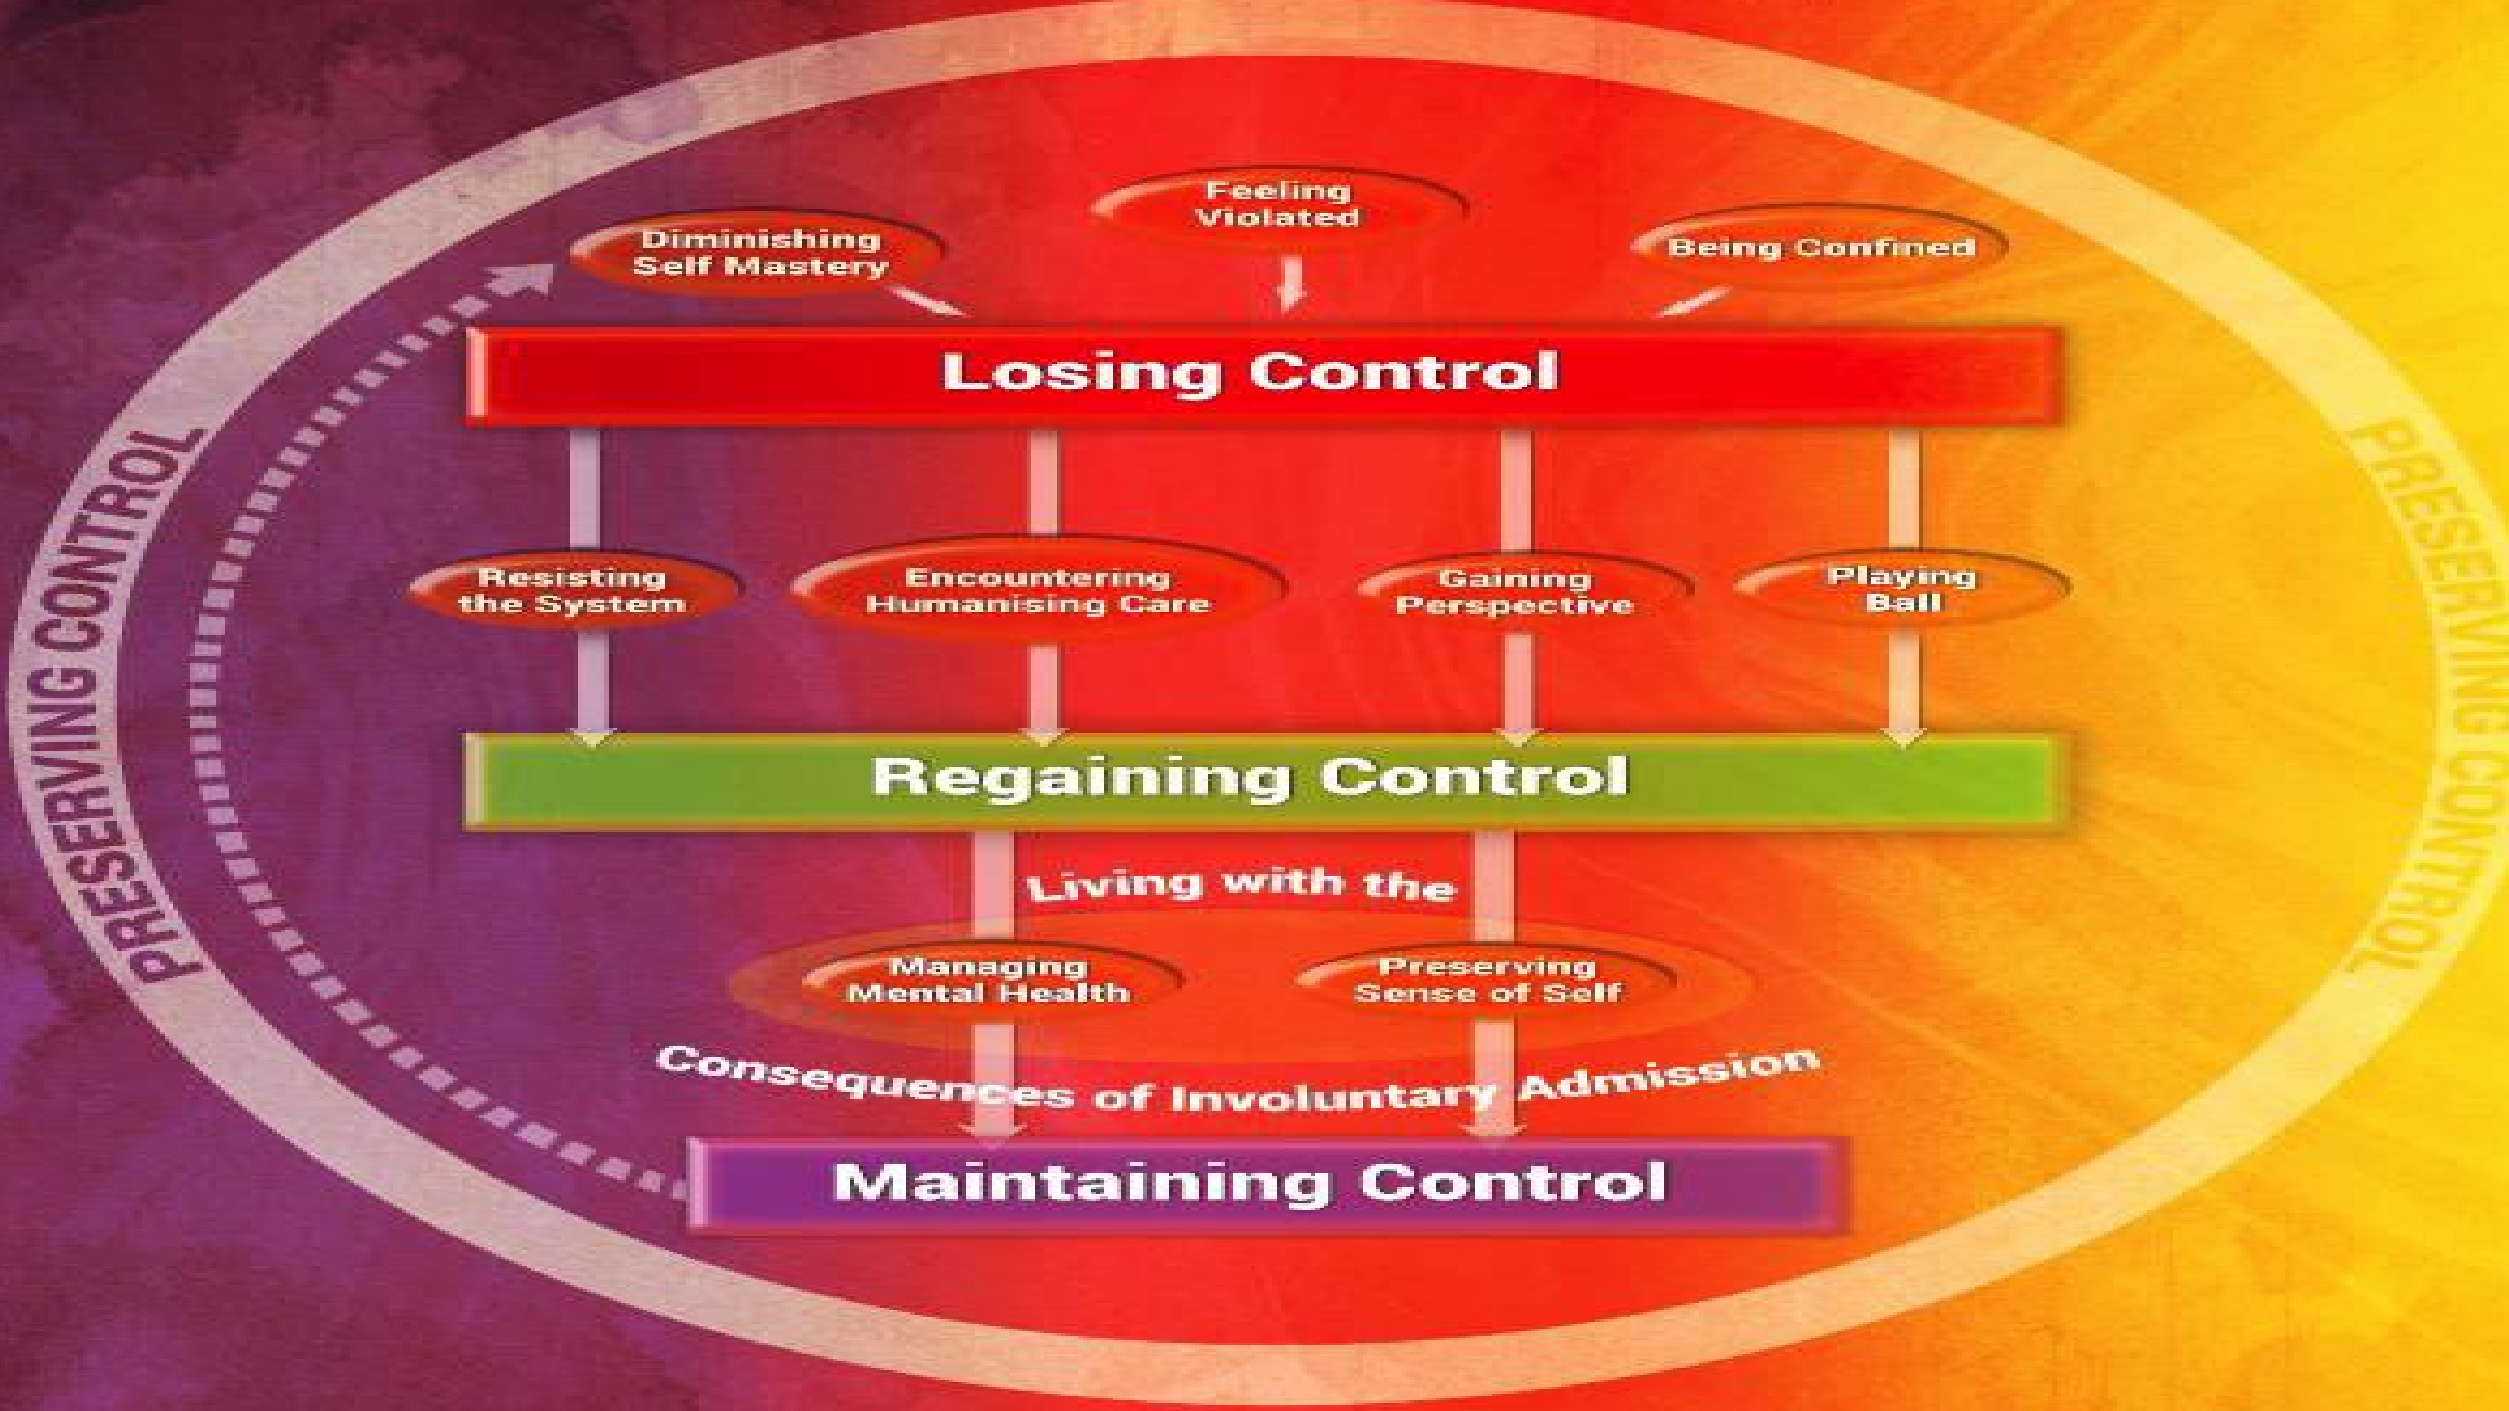 Feeling
Violated
Diminishing
Self Mastery
Being Confined
Losing Control
PRESERVING CONTROL
PRESERVING CONTROL
Resisting
the System
Encountering
Humanising Care
Gaining
Perspective
Playing
Ball
Regaining Control
Living with the
Managing
Mental Health
Preserving
Sense of Self
Consequences of Involuntary Admission
Maintaining Control